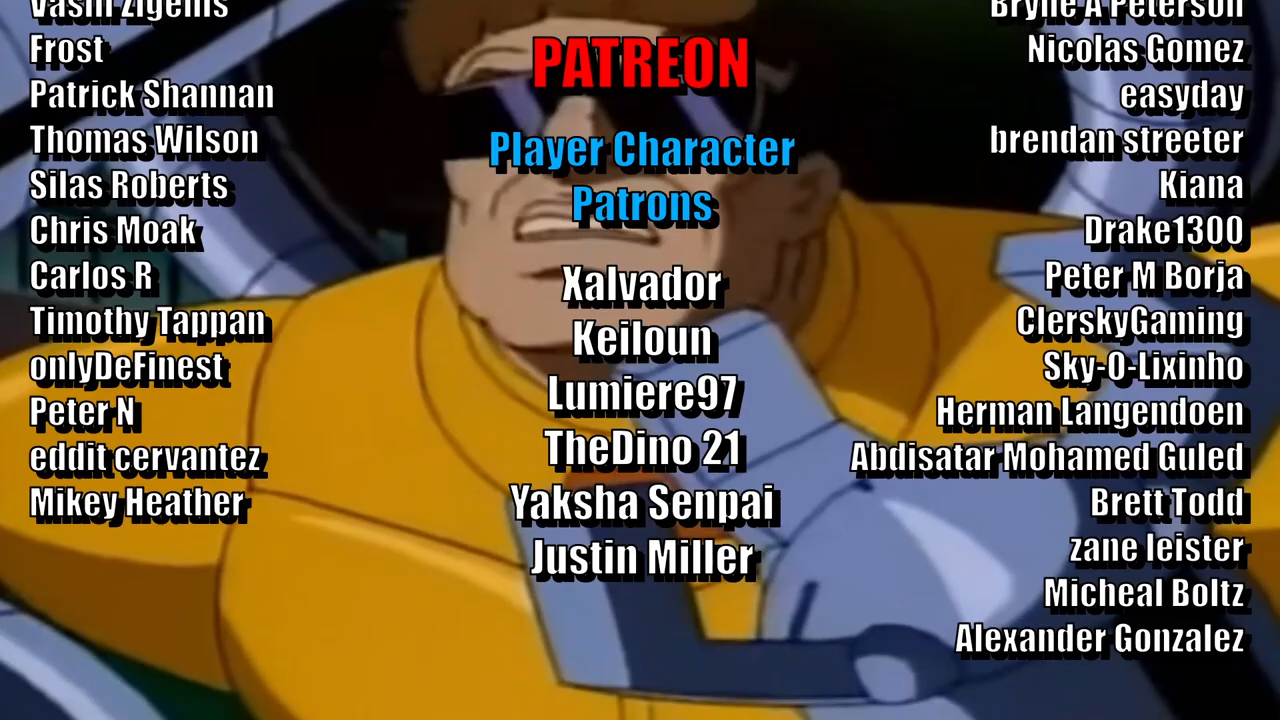 Frost
Patrick Shannan
Thomas Wilson
Silas Roberts
Chris Moak
Carlos R
Timothy Tappan
onlyDeFinest
Peter N
eddit cervantez
Mikey Heather
PATREON
Player Character
Patrons
Xalvador
Keiloun
Lumiere97
TheDino 21
Yaksha Senpai
Justin Miller
Bryne A Peterson
Nicolas Gomez
easyday
brendan streeter
Kiana
Drake1300
Peter M Borja
ClerskyGaming
Sky-O-Lixinho
Herman Langendoen
Abdisatar Mohamed Guled
Brett Todd
zane leister
Micheal Boltz
Alexander Gonzalez